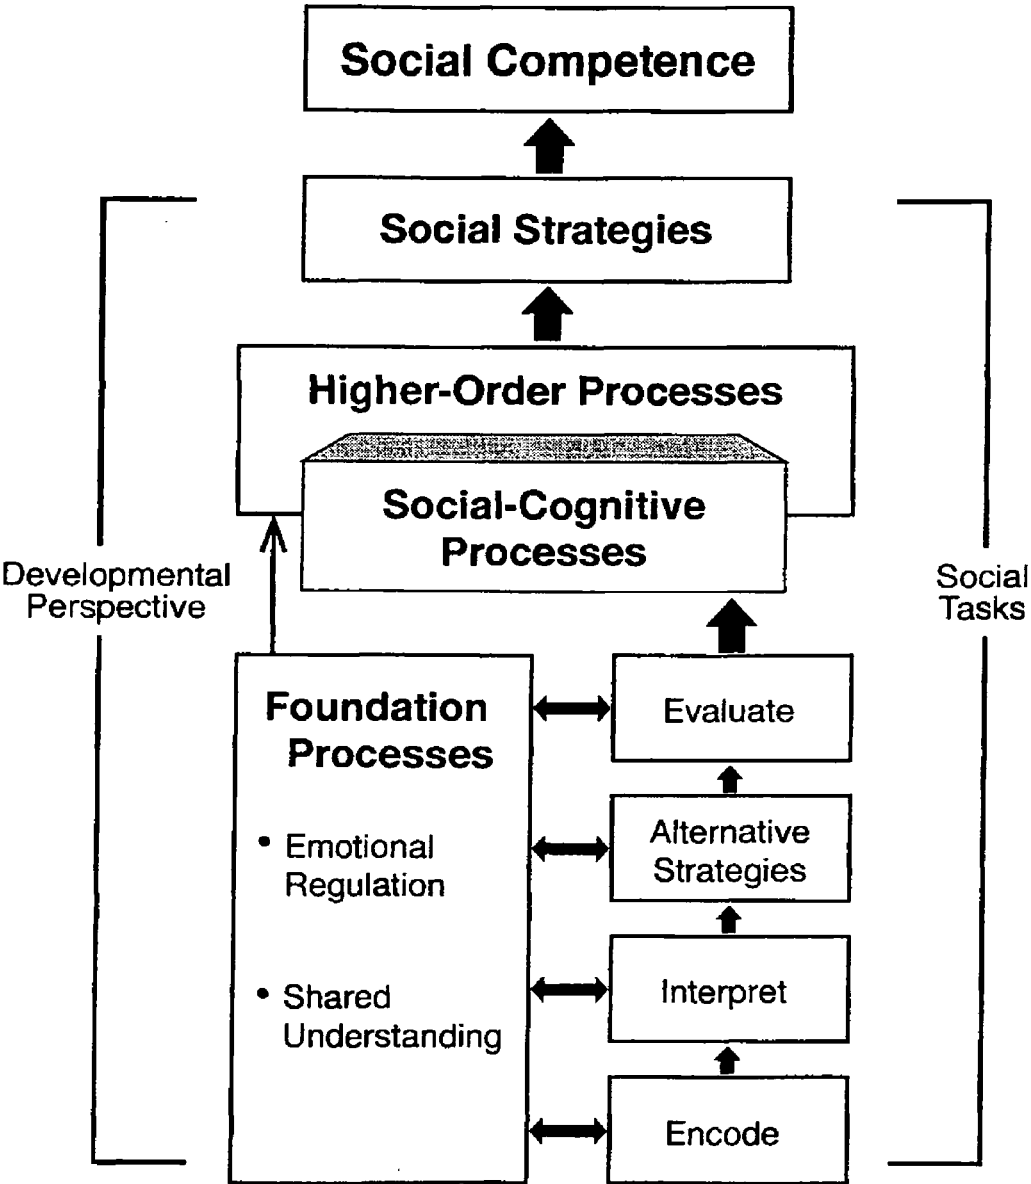 Social Competence
Social Strategies
Higher-Order Processes
Social-Cognitive
Processes
Developmental
Perspective
Social
Tasks
Foundation
Processes
• Emotional
Regulation
• Shared
Understanding
Evaluate
Alternative
Strategies
Interpret
Encode